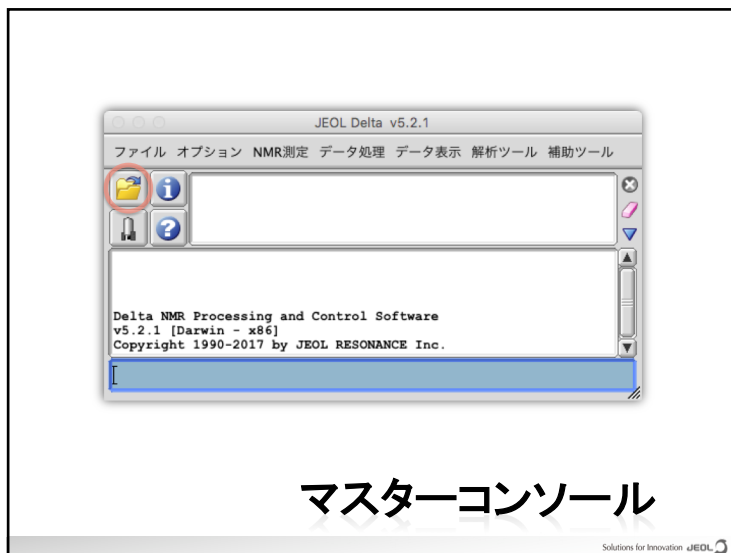 JEOL Delta v5.2.1
ファイル オプション NMR測定 データ処理 データ表示 解析ツール 補助ツール
Delta NMR Processing and Control Software
v5.2.1 [Darwin - x86]
Copyright 1990-2017 by JEOL RESONANCE Inc.
マスターコンソール
Solutions for Innovation JEOL